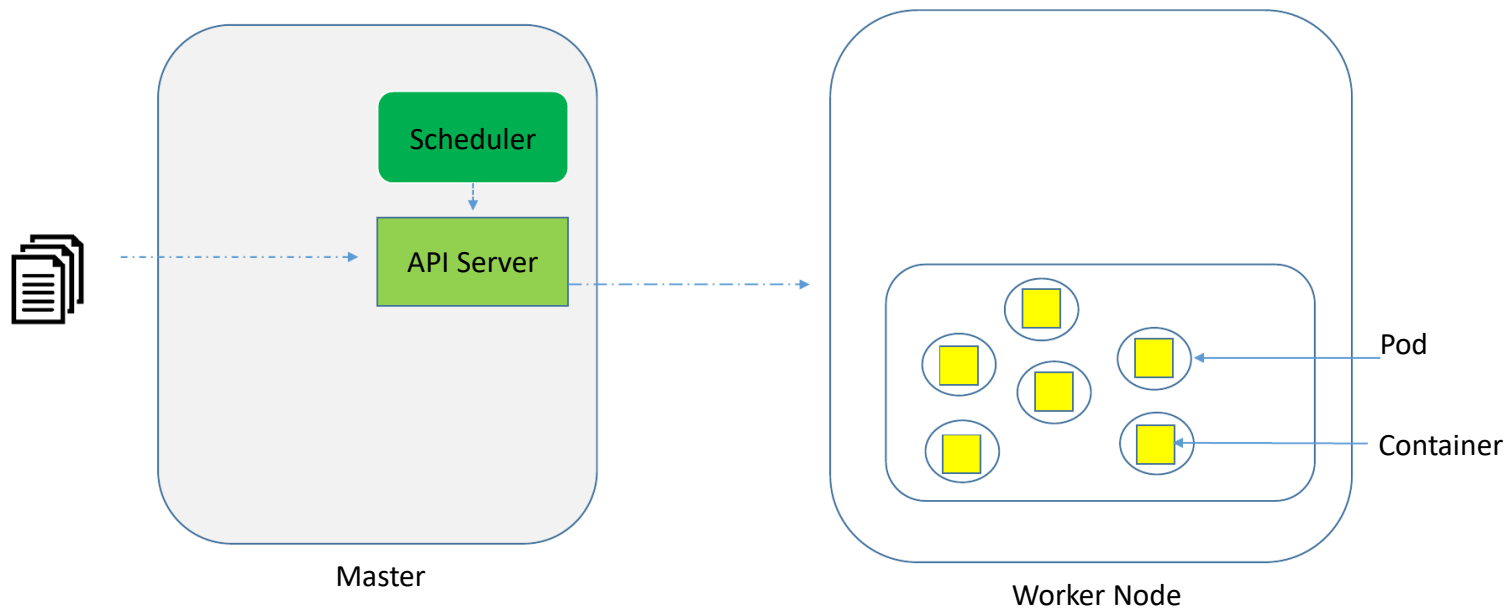 Scheduler
API Server
Pod
Container
Master
Worker Node